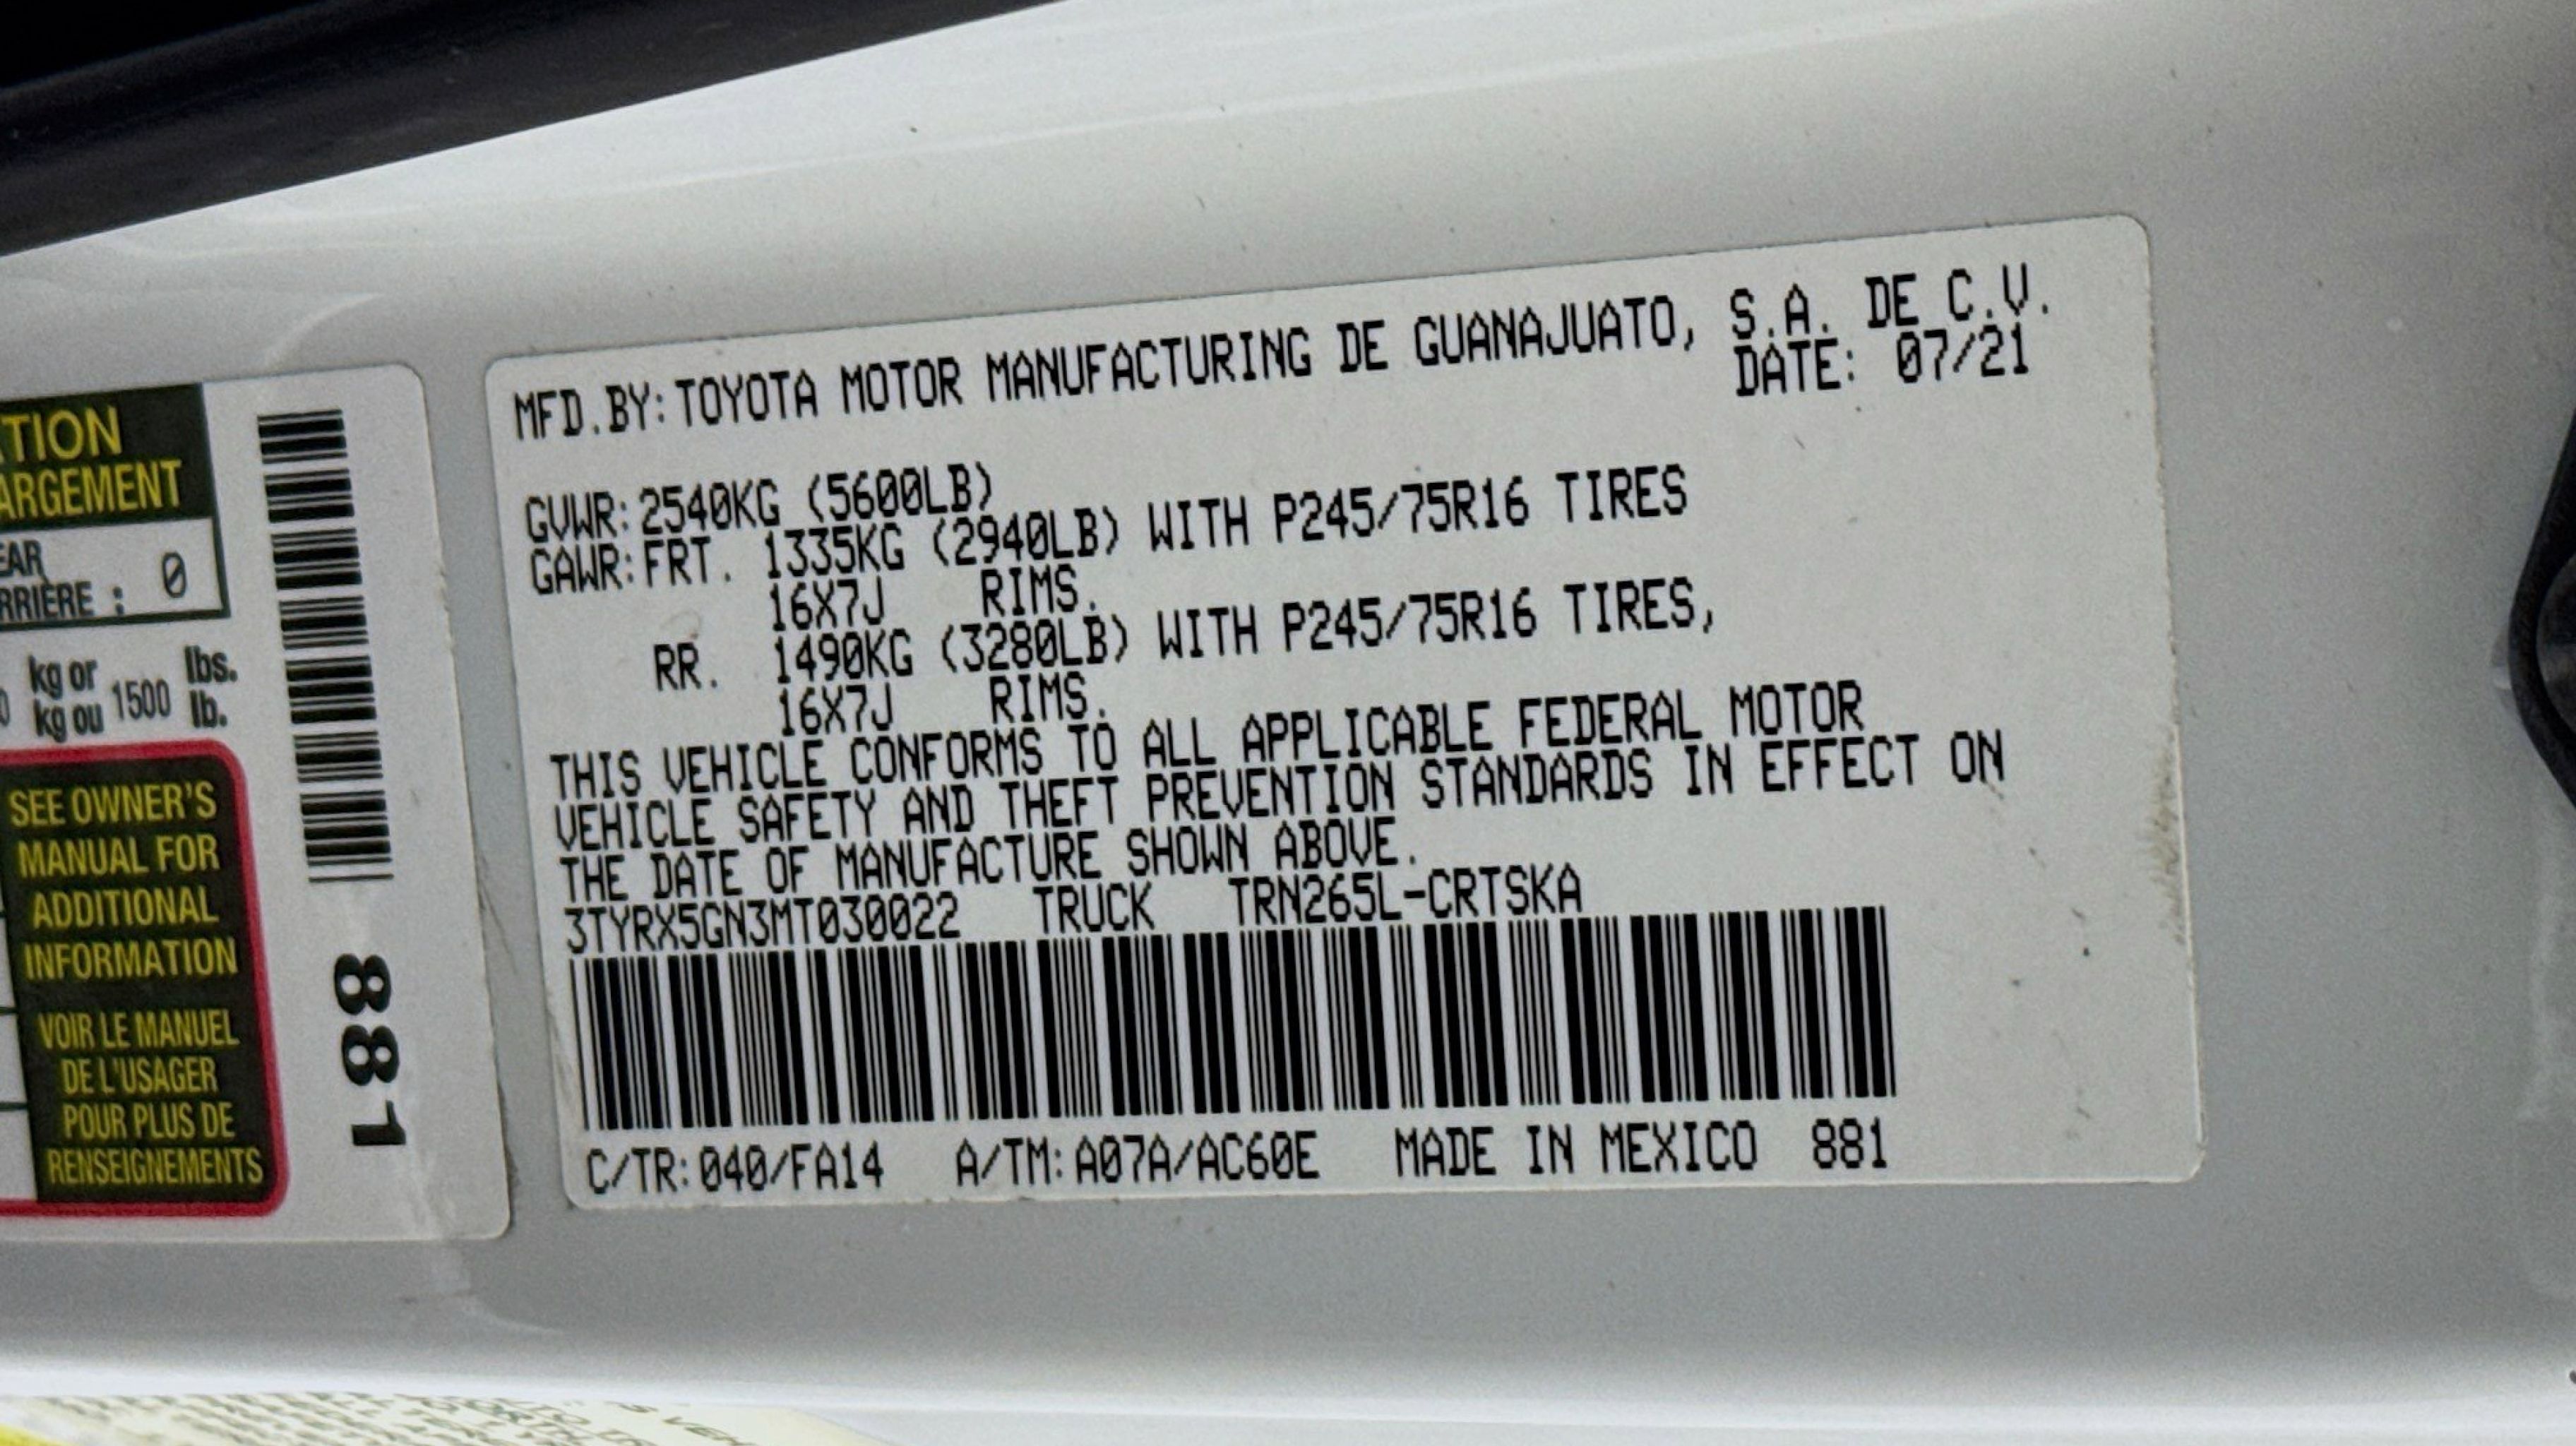 TION
ARGEMENT
EAR
RRIÈRE : 0
kg or 1500 lbs.
kg ou lb.
SEE OWNER'S
MANUAL FOR
ADDITIONAL
INFORMATION
VOIR LE MANUEL
DE L'USAGER
POUR PLUS DE
RENSEIGNEMENTS
881
MFD.BY:TOYOTA MOTOR MANUFACTURING DE GUANAJUATO, S.A. DE C.V.
DATE: 07/21
GVWR:2540KG (5600LB)
GAWR:FRT. 1335KG (2940LB) WITH P245/75R16 TIRES
16X7J RIMS.
RR. 1490KG (3280LB) WITH P245/75R16 TIRES,
16X7J RIMS.
THIS VEHICLE CONFORMS TO ALL APPLICABLE FEDERAL MOTOR
VEHICLE SAFETY AND THEFT PREVENTION STANDARDS IN EFFECT ON
THE DATE OF MANUFACTURE SHOWN ABOVE.
3TYRX5GN3MT030022 TRUCK TRN265L-CRTSKA
C/TR:040/FA14 A/TM:A07A/AC60E MADE IN MEXICO 881